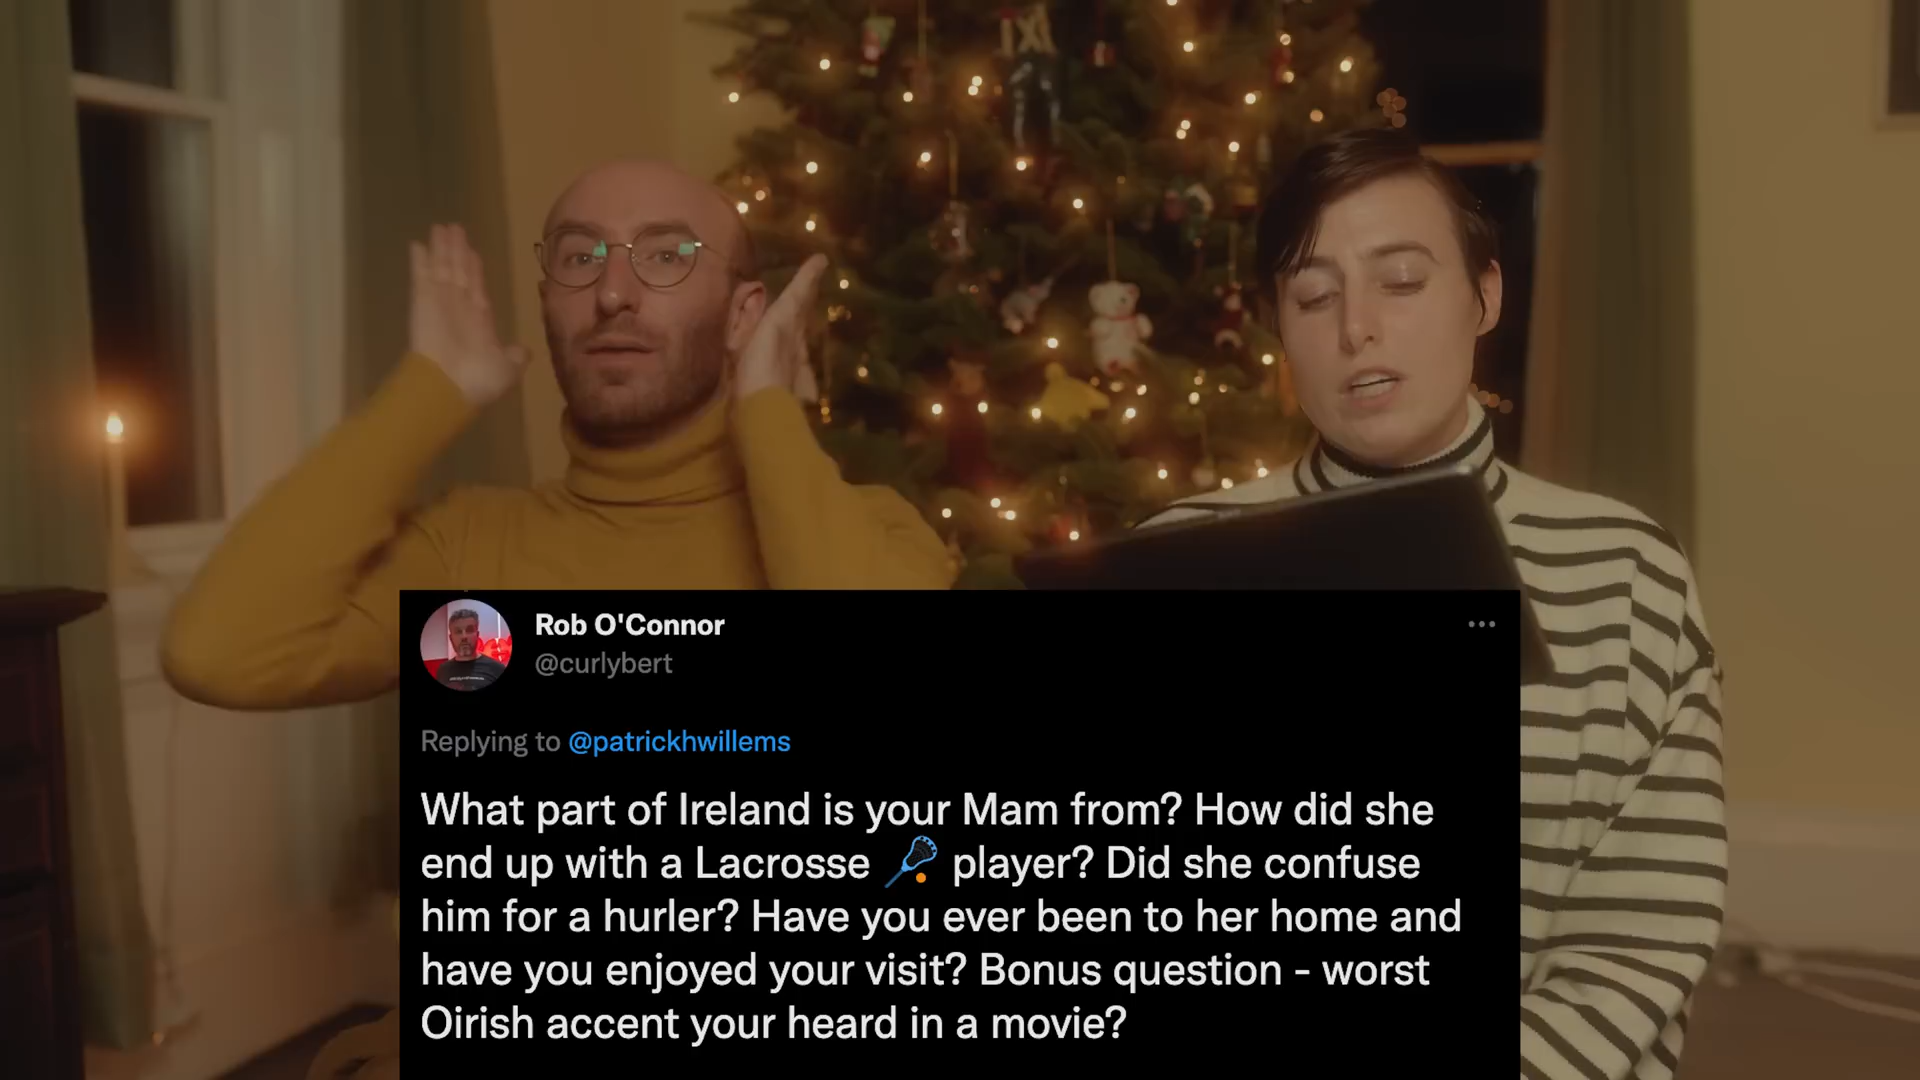 Rob O'Connor
@curlybert
Replying to @patrickhwillems
What part of Ireland is your Mam from? How did she
end up with a Lacrosse 🥍 player? Did she confuse
him for a hurler? Have you ever been to her home and
have you enjoyed your visit? Bonus question - worst
Oirish accent your heard in a movie?